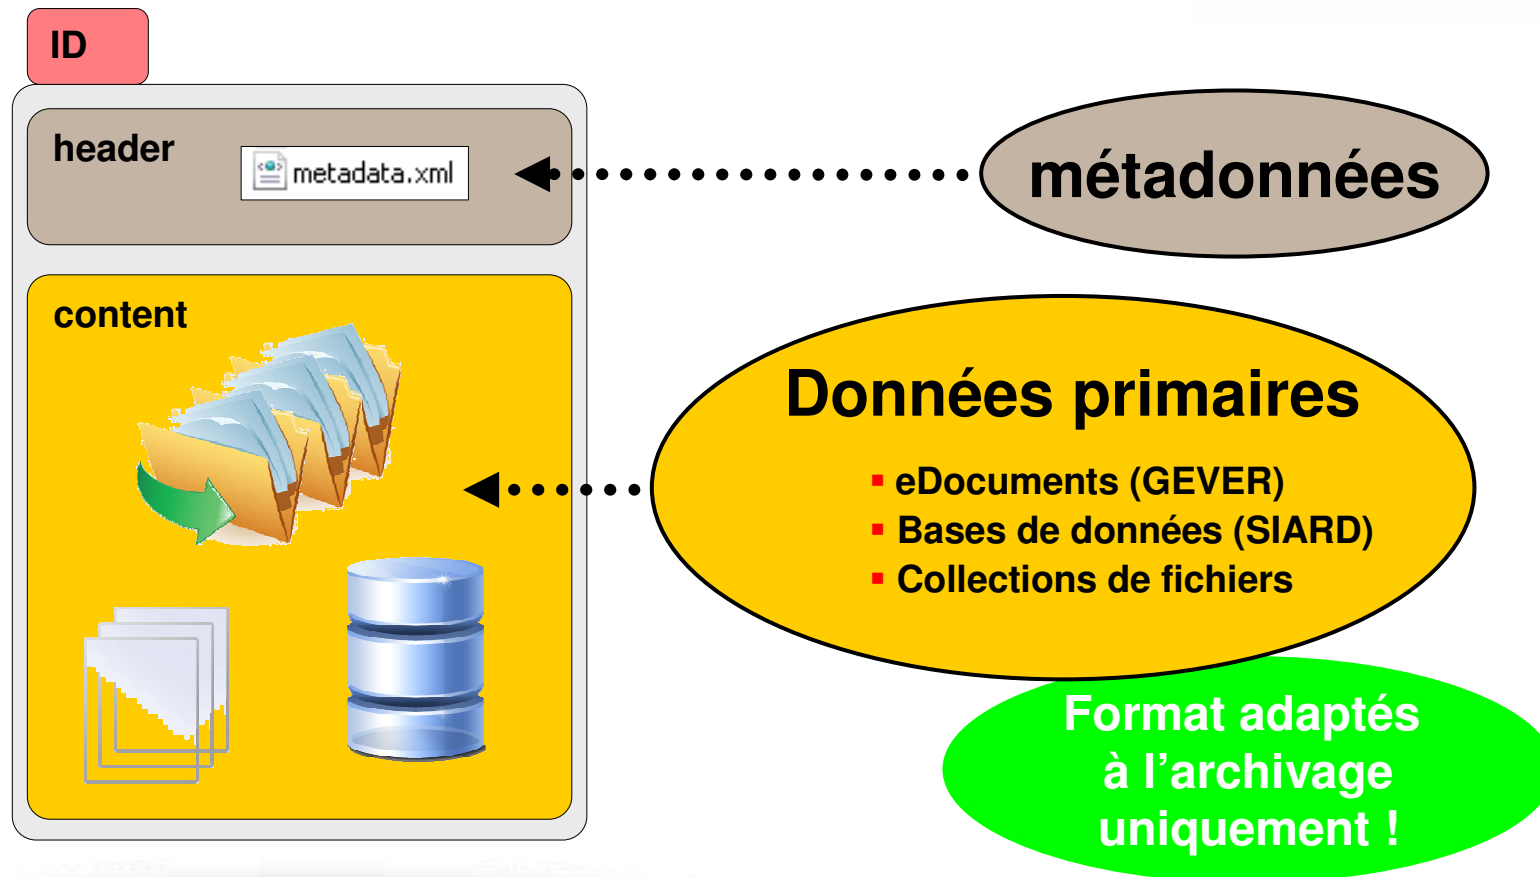 ID
header
metadata.xml
métadonnées
content
Données primaires
eDocuments (GEVER)
Bases de données (SIARD)
Collections de fichiers
Format adaptés
à l’archivage
uniquement !